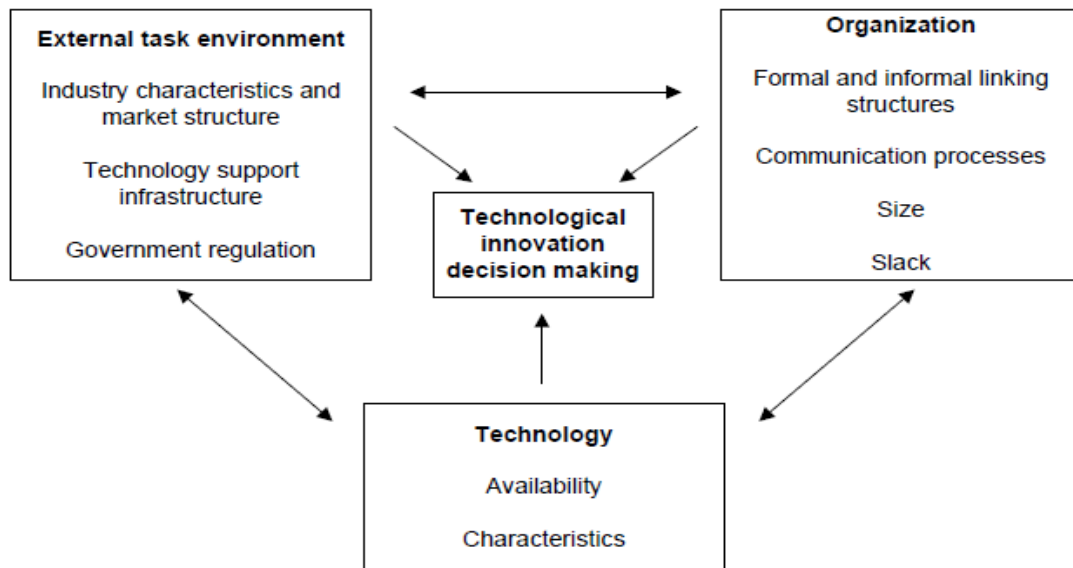 External task environment
Industry characteristics and
market structure
Technology support
infrastructure
Government regulation
Organization
Formal and informal linking
structures
Communication processes
Size
Slack
Technological
innovation
decision making
Technology
Availability
Characteristics